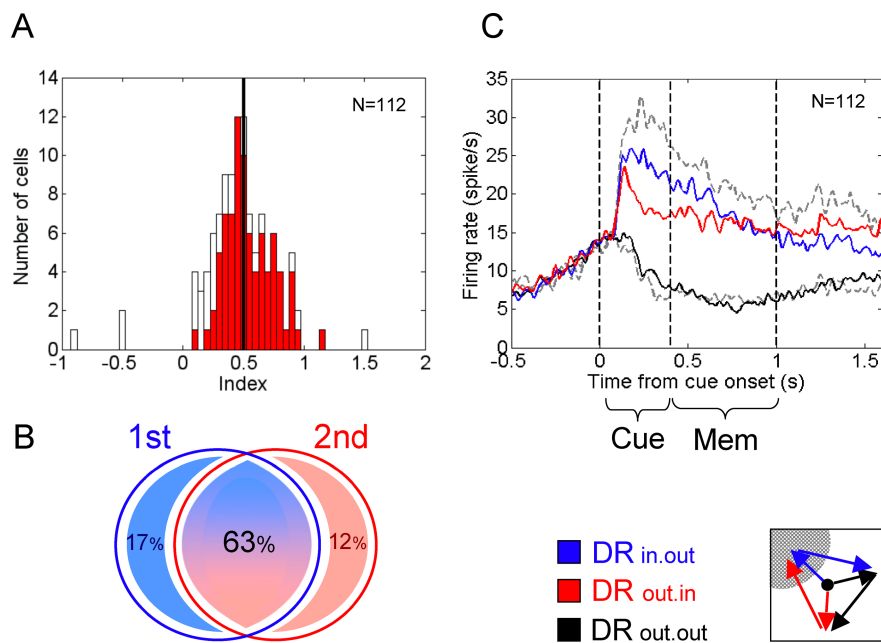 A
N=112
14
12
10
8
6
4
2
0
Number of cells
-1 -0.5 0 0.5 1 1.5 2
Index
C
N=112
35
30
25
20
15
10
5
0
Firing rate (spike/s)
-0.5 0 0.5 1 1.5
Time from cue onset (s)
Cue Mem
B
1st 2nd
17% 63% 12%
DR in.out
DR out.in
DR out.out